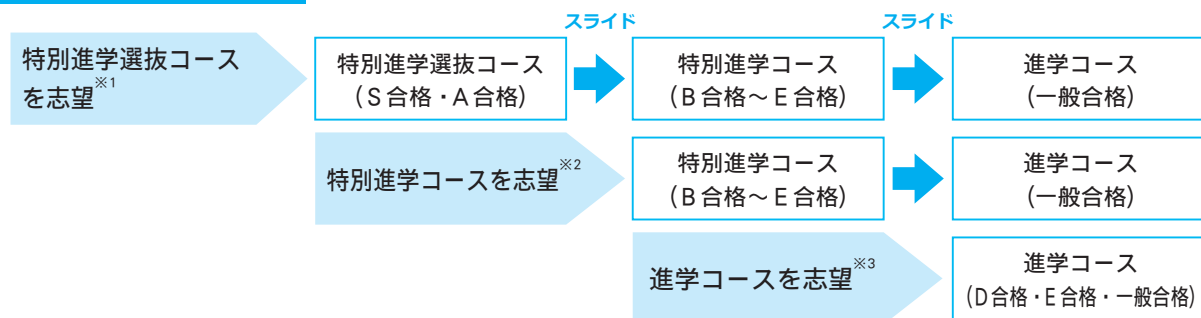 スライド
スライド
特別進学選抜コース
を志望※1
特別進学選抜コース
(S合格・A合格)
特別進学コース
(B合格～E合格)
進学コース
(一般合格)
特別進学コースを志望※2
特別進学コース
(B合格～E合格)
進学コース
(一般合格)
進学コースを志望※3
進学コース
(D合格・E合格・一般合格)